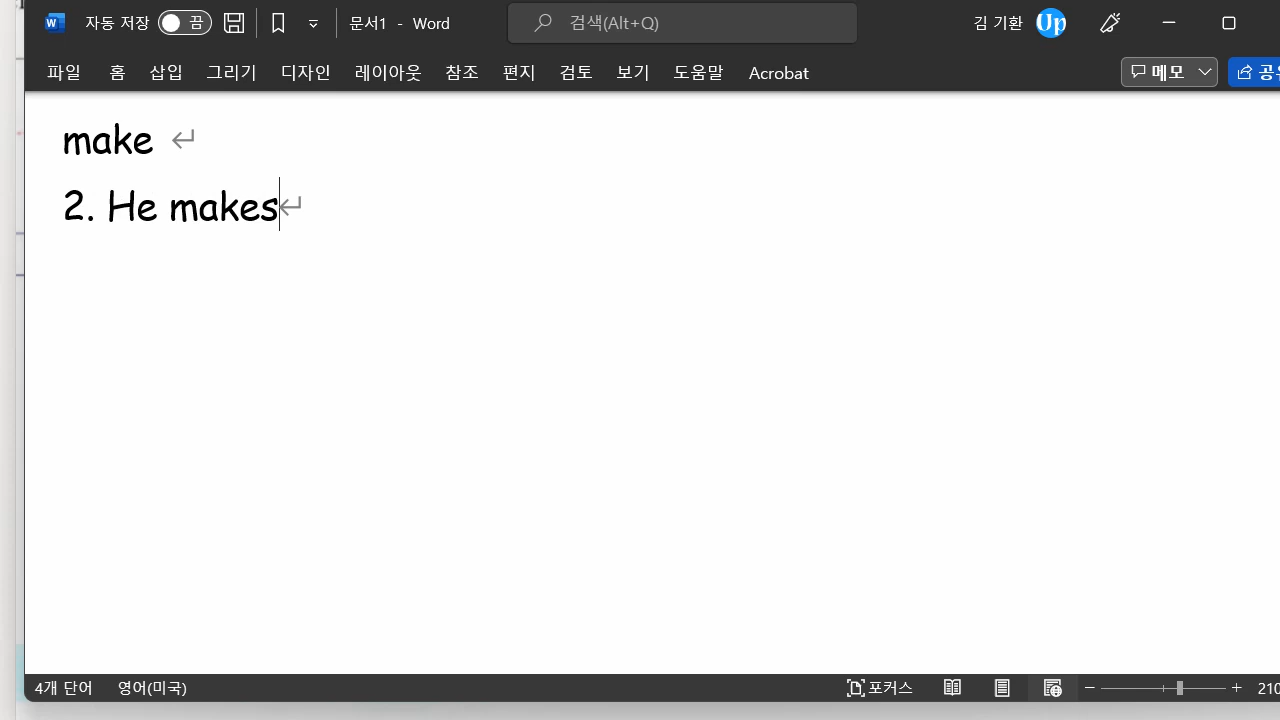 자동 저장 끔 문서1 - Word 검색(Alt+Q) 김 기환 Up
파일 홈 삽입 그리기 디자인 레이아웃 참조 편지 검토 보기 도움말 Acrobat 메모
make ↵
2. He makes↵
4개 단어 영어(미국) 포커스 - + 210